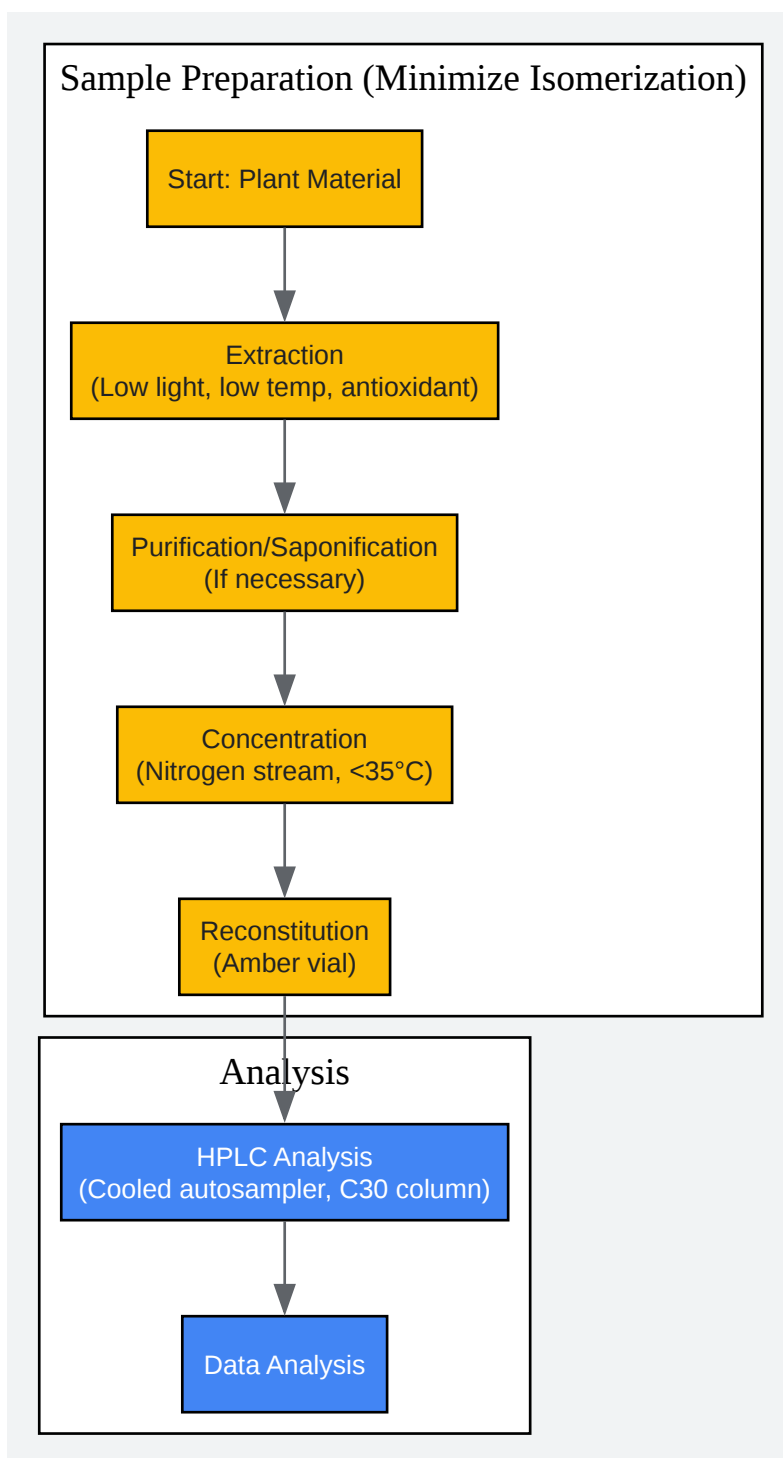 Sample Preparation (Minimize Isomerization)
Start: Plant Material
Extraction
(Low light, low temp, antioxidant)
Purification/Saponification
(If necessary)
Concentration
(Nitrogen stream, <35°C)
Reconstitution
(Amber vial)
Analysis
HPLC Analysis
(Cooled autosampler, C30 column)
Data Analysis